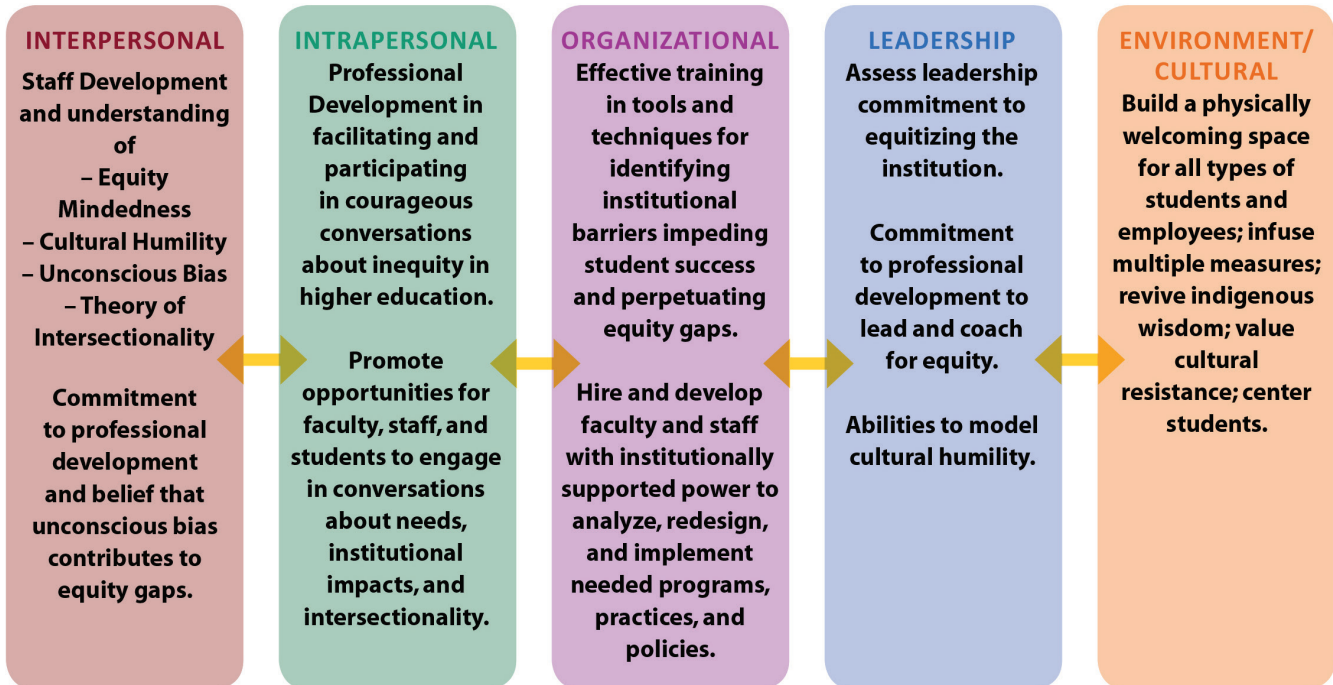 INTERPERSONAL
Staff Development
and understanding
of
– Equity
Mindedness
– Cultural Humility
– Unconscious Bias
– Theory of
Intersectionality
Commitment
to professional
development
and belief that
unconscious bias
contributes to
equity gaps.
INTRAPERSONAL
Professional
Development in
facilitating and
participating
in courageous
conversations
about inequity in
higher education.
Promote
opportunities for
faculty, staff, and
students to engage
in conversations
about needs,
institutional
impacts, and
intersectionality.
ORGANIZATIONAL
Effective training
in tools and
techniques for
identifying
institutional
barriers impeding
student success
and perpetuating
equity gaps.
Hire and develop
faculty and staff
with institutionally
supported power to
analyze, redesign,
and implement
needed programs,
practices, and
policies.
LEADERSHIP
Assess leadership
commitment to
equitizing the
institution.
Commitment
to professional
development to
lead and coach
for equity.
Abilities to model
cultural humility.
ENVIRONMENT/
CULTURAL
Build a physically
welcoming space
for all types of
students and
employees; infuse
multiple measures;
revive indigenous
wisdom; value
cultural
resistance; center
students.